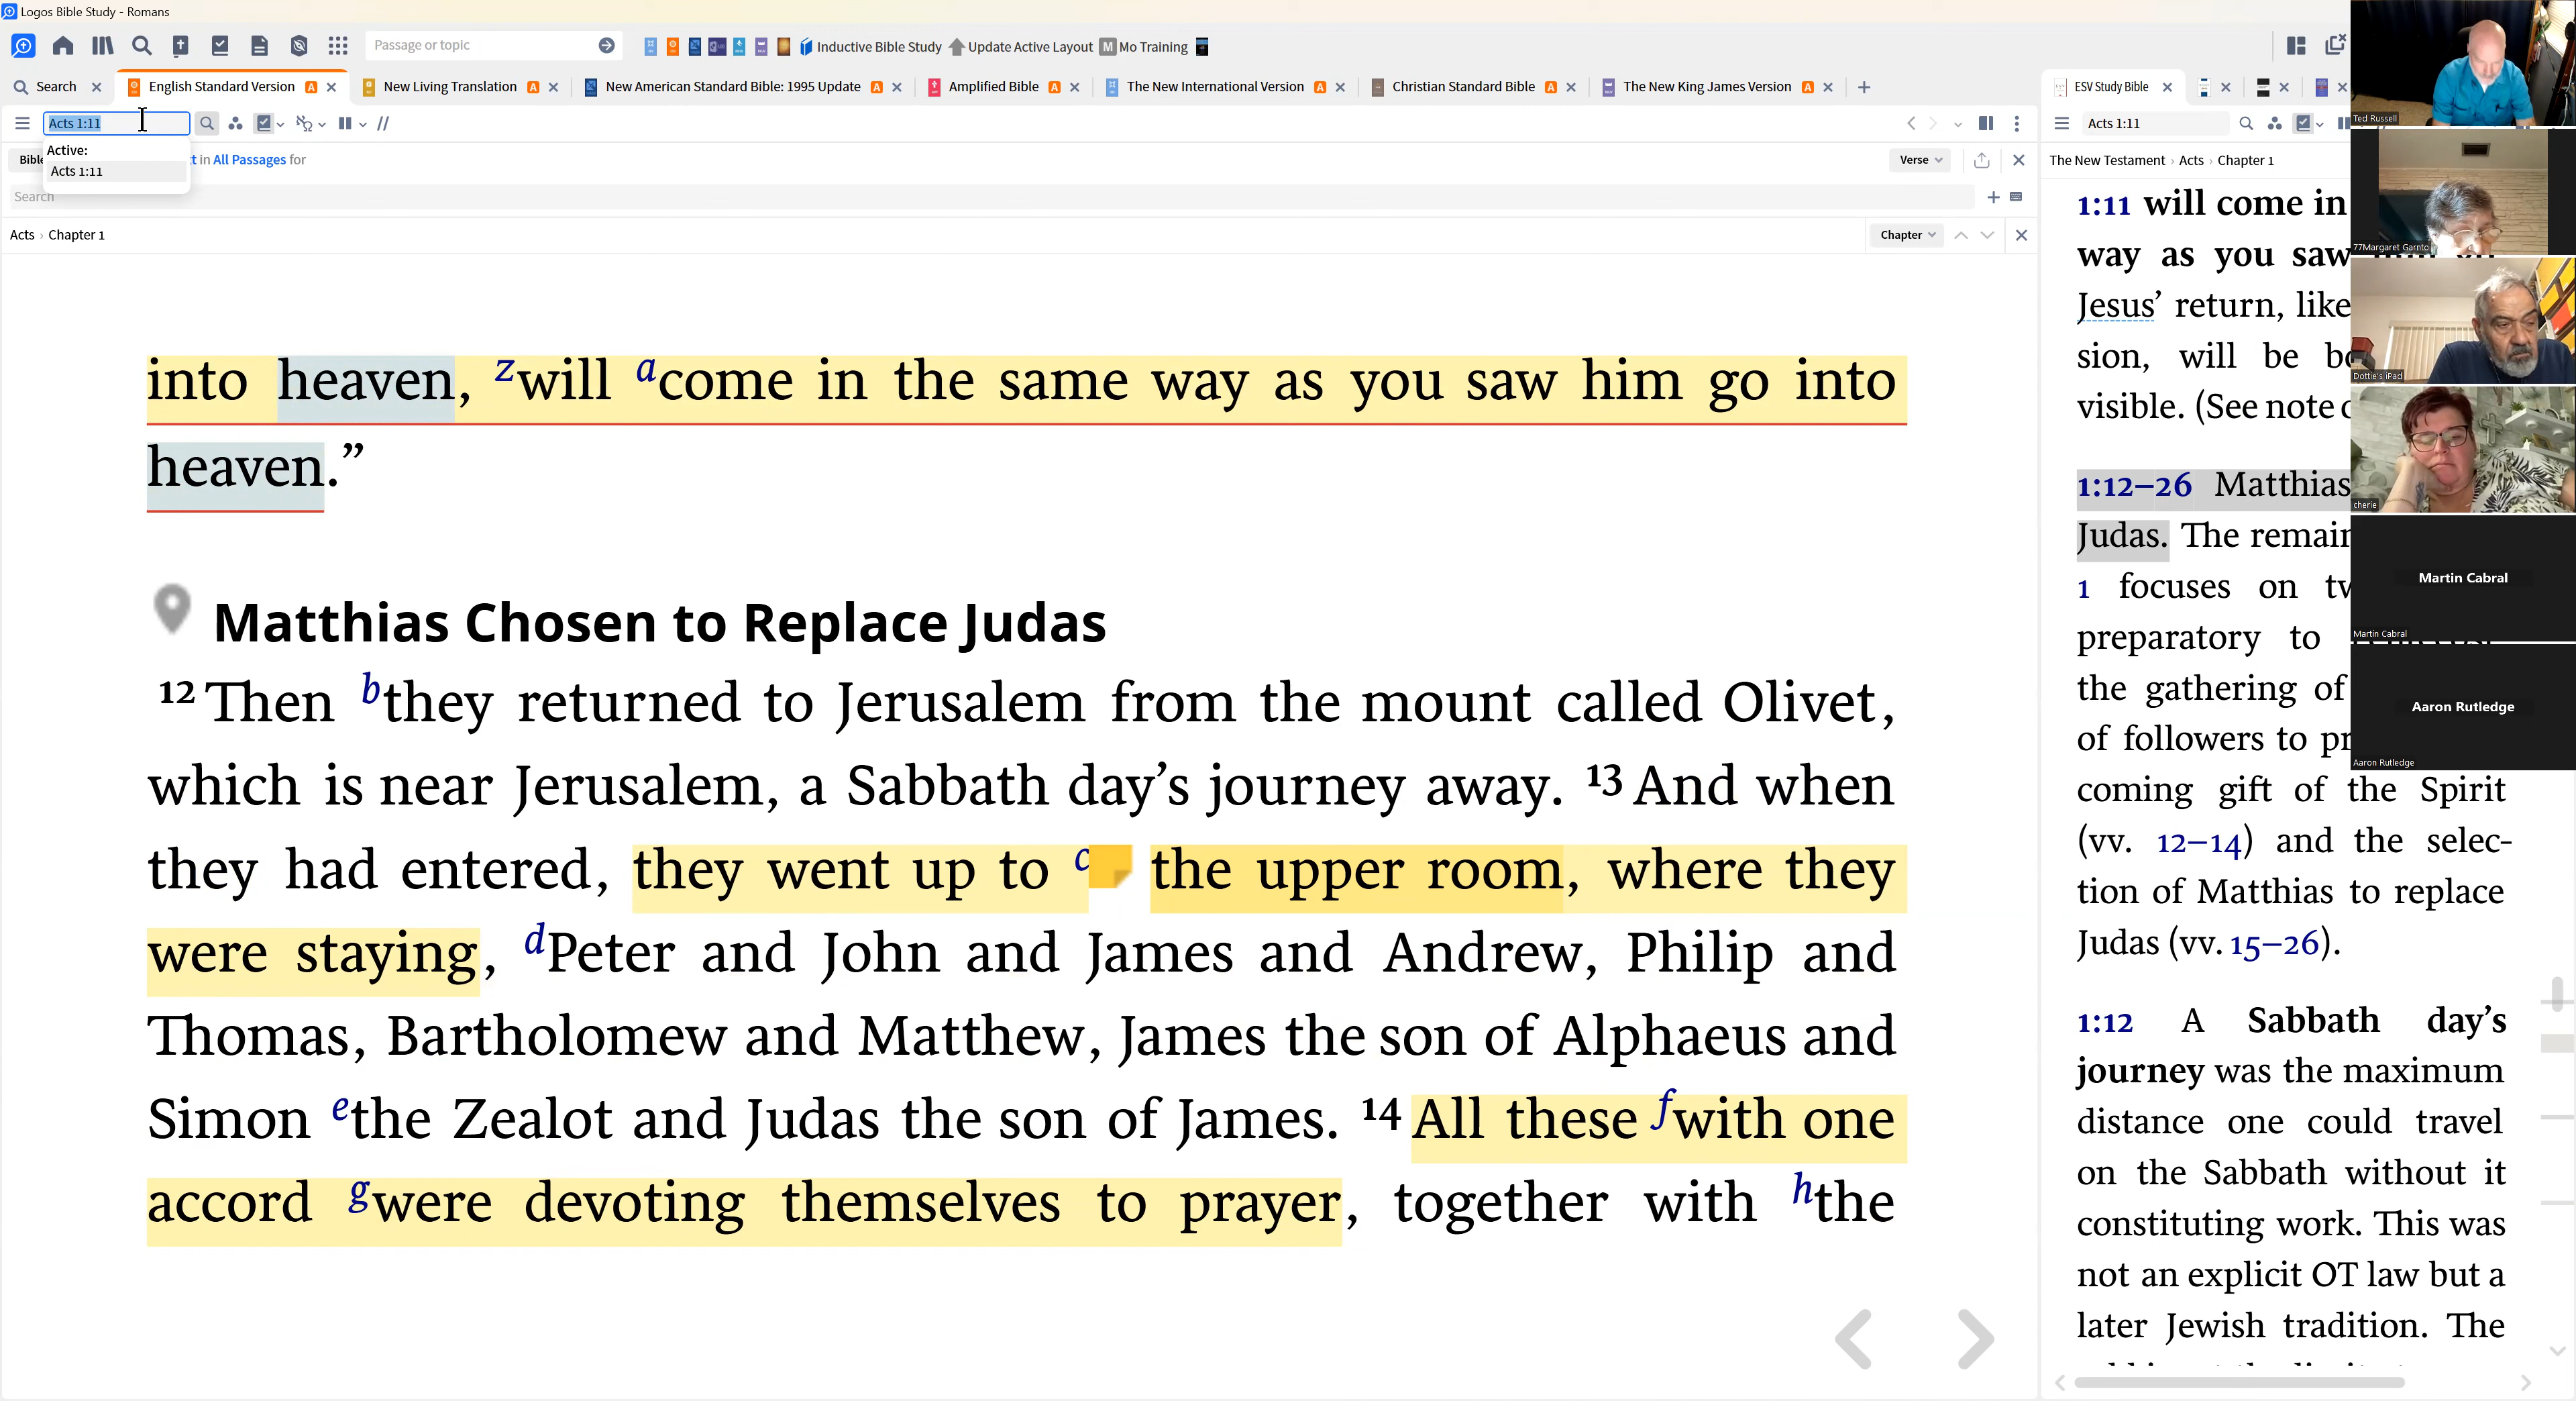 Logos Bible Study - Romans
Passage or topic
Inductive Bible Study Update Active Layout M Mo Training
Search
English Standard Version A
New Living Translation A
New American Standard Bible: 1995 Update A
Amplified Bible A
The New International Version A
Christian Standard Bible A
The New King James Version A
Acts 1:11
Active:
Acts 1:11
in All Passages for
Verse
Search
Acts › Chapter 1
Chapter
into heaven, zwill acome in the same way as you saw him go into
heaven.”
Matthias Chosen to Replace Judas
12 Then bthey returned to Jerusalem from the mount called Olivet,
which is near Jerusalem, a Sabbath day’s journey away. 13 And when
they had entered, they went up to c the upper room, where they
were staying, dPeter and John and James and Andrew, Philip and
Thomas, Bartholomew and Matthew, James the son of Alphaeus and
Simon ethe Zealot and Judas the son of James. 14 All these fwith one
accord gwere devoting themselves to prayer, together with hthe
ESV Study Bible
Acts 1:11
The New Testament › Acts › Chapter 1
1:11 will come in
way as you saw
Jesus’ return, like
sion, will be
visible. (See note
1:12–26 Matthias
Judas. The
1 focuses on
preparatory to
the gathering of
of followers to
coming gift of the Spirit
(vv. 12–14) and the selec-
tion of Matthias to replace
Judas (vv. 15–26).
1:12 A Sabbath day’s
journey was the maximum
distance one could travel
on the Sabbath without it
constituting work. This was
not an explicit OT law but a
later Jewish tradition. The
Ted Russell
77Margaret Garnto
Dottie's iPad
cherie
Martin Cabral
Martin Cabral
Aaron Rutledge
Aaron Rutledge